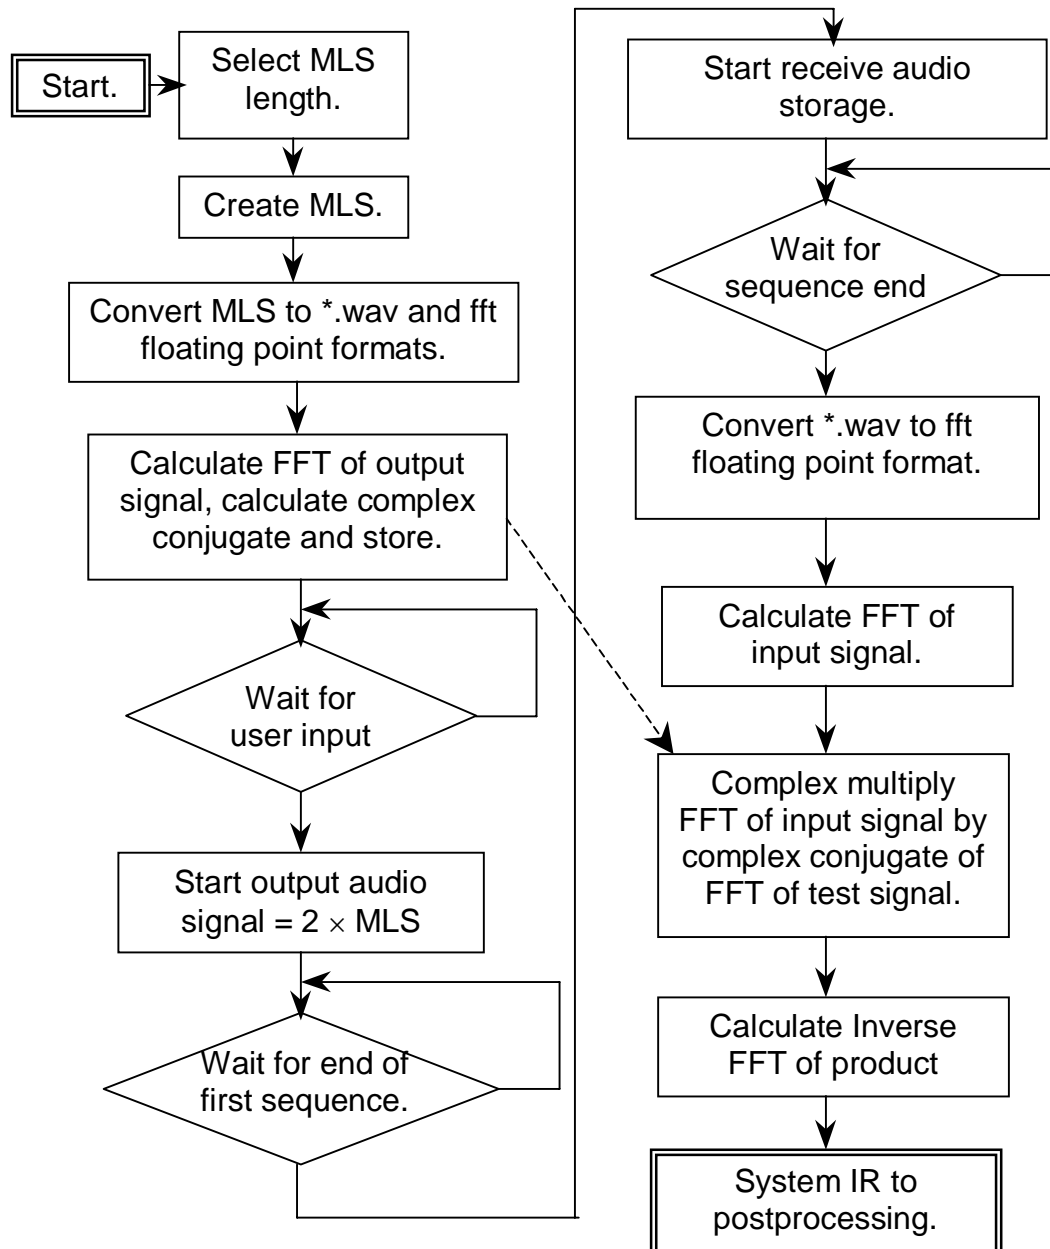 Start.
Select MLS
length.
Create MLS.
Convert MLS to *.wav and fft
floating point formats.
Calculate FFT of output
signal, calculate complex
conjugate and store.
Wait for
user input
Start output audio
signal = 2 × MLS
Wait for end of
first sequence.
Start receive audio
storage.
Wait for
sequence end
Convert *.wav to fft
floating point format.
Calculate FFT of
input signal.
Complex multiply
FFT of input signal by
complex conjugate of
FFT of test signal.
Calculate Inverse
FFT of product
System IR to
postprocessing.